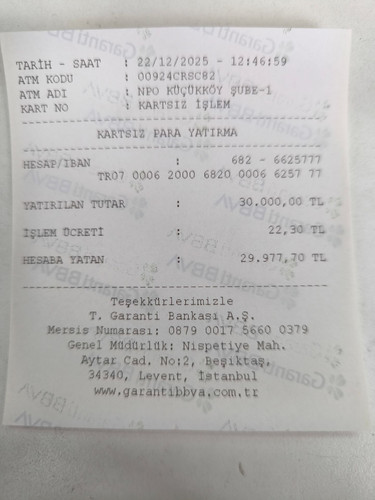 TARİH - SAAT : 22/12/2025 - 12:46:59
ATM KODU : 00924CRSC82
ATM ADI : NPO KÜÇÜKKÖY ŞUBE-1
KART NO : KARTSIZ İŞLEM
KARTSIZ PARA YATIRMA
HESAP/IBAN : 682 - 6625777
TR07 0006 2000 6820 0006 6257 77
YATIRILAN TUTAR : 30.000,00 TL
İŞLEM ÜCRETİ : 22,30 TL
HESABA YATAN : 29.977,70 TL
Teşekkürlerimizle
T. Garanti Bankası A.Ş.
Mersis Numarası: 0879 0017 5660 0379
Genel Müdürlük: Nispetiye Mah.
Aytar Cad. No:2, Beşiktaş,
34340, Levent, İstanbul
www.garantibbva.com.tr